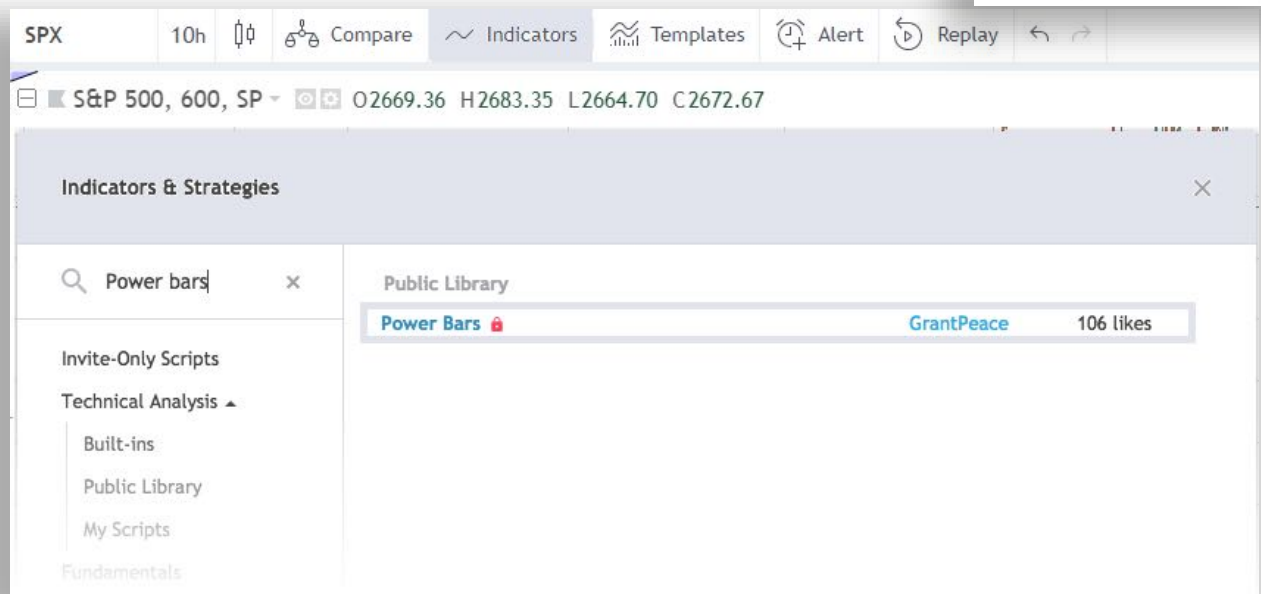 SPX 10h Compare Indicators Templates Alert Replay
S&P 500, 600, SP O2669.36 H2683.35 L2664.70 C2672.67
Indicators & Strategies
Power bars
Public Library
Power Bars GrantPeace 106 likes
Invite-Only Scripts
Technical Analysis
Built-ins
Public Library
My Scripts
Fundamentals